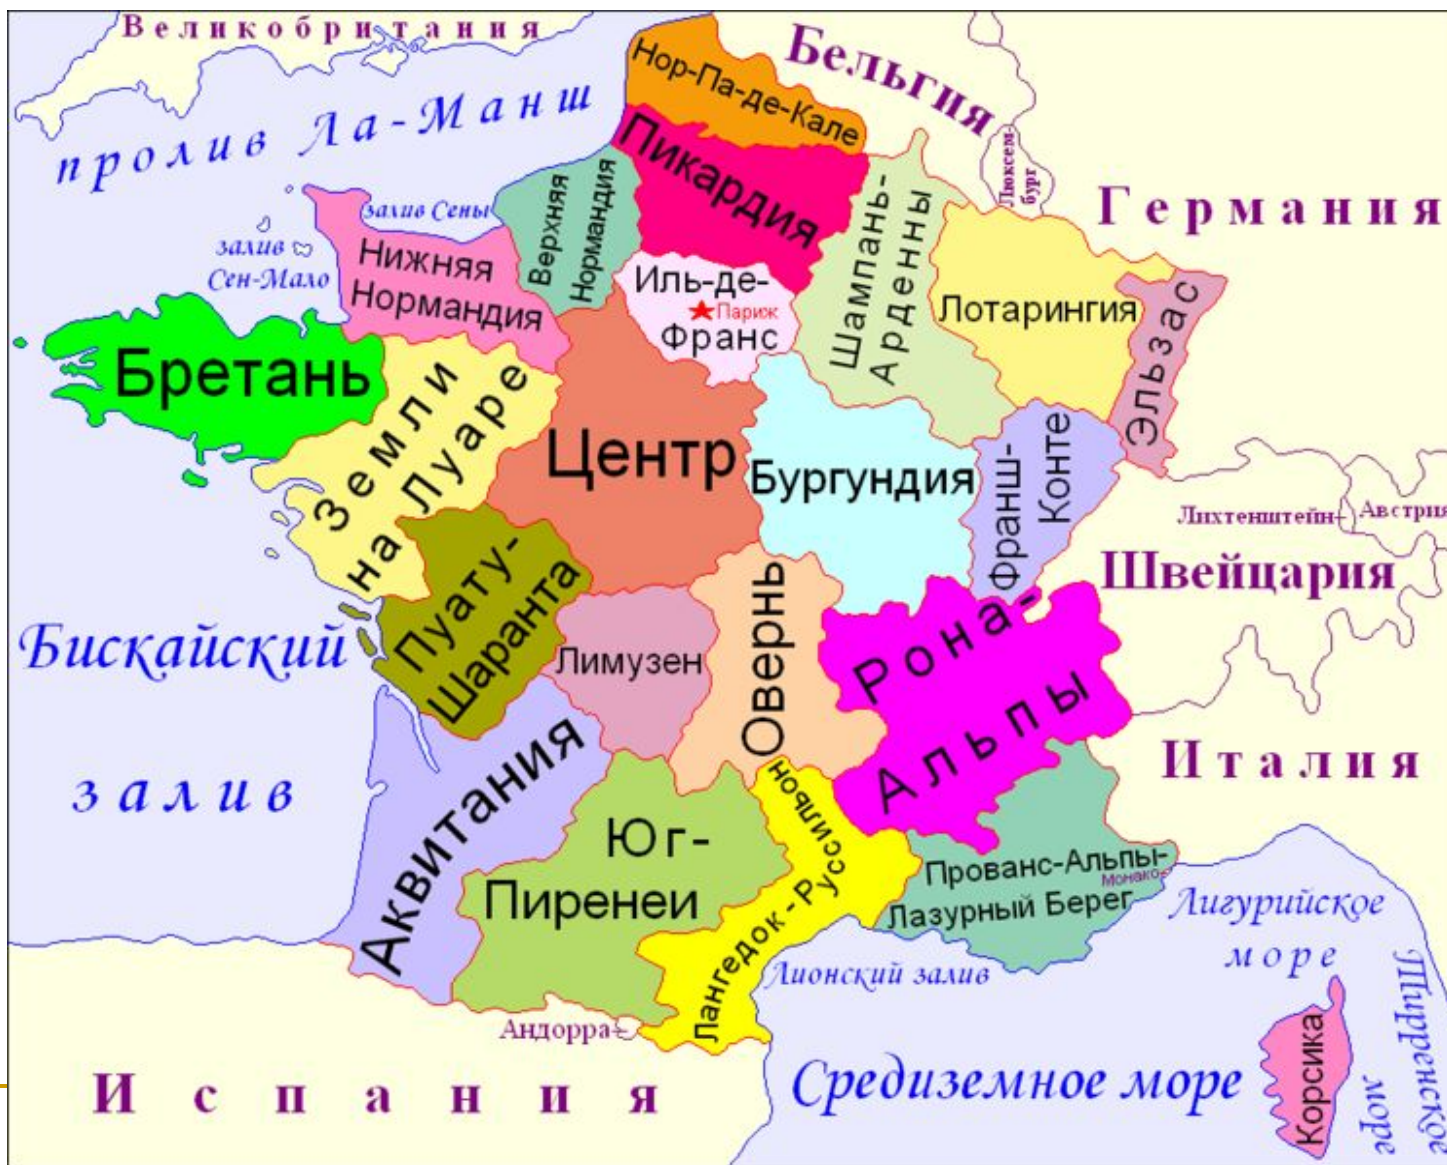 Великобритания
пролив Ла-Манш
Бельгия
Нор-Па-де-Кале
Пикардия
Люксем-
бург
Германия
залив Сены
залив
Сен-Мало
Нижняя
Нормандия
Верхняя
Нормандия
Иль-де-
Париж
Франс
Шампань-
Арденны
Лотарингия
Эльзас
Бретань
Земли
на Луаре
Центр
Бургундия
Франш-
Конте
Лихтенштейн
Австрия
Швейцария
Бискайский
залив
Пуату-
Шаранта
Лимузен
Овернь
Рона-
Альпы
Италия
Аквитания
Юг-
Пиренеи
Лангедок-Руссильон
Прованс-Альпы-
Монако
Лазурный Берег
Лигурийское
море
Лионский залив
Тирренское
море
Андорра
Испания
Средиземное море
Корсика